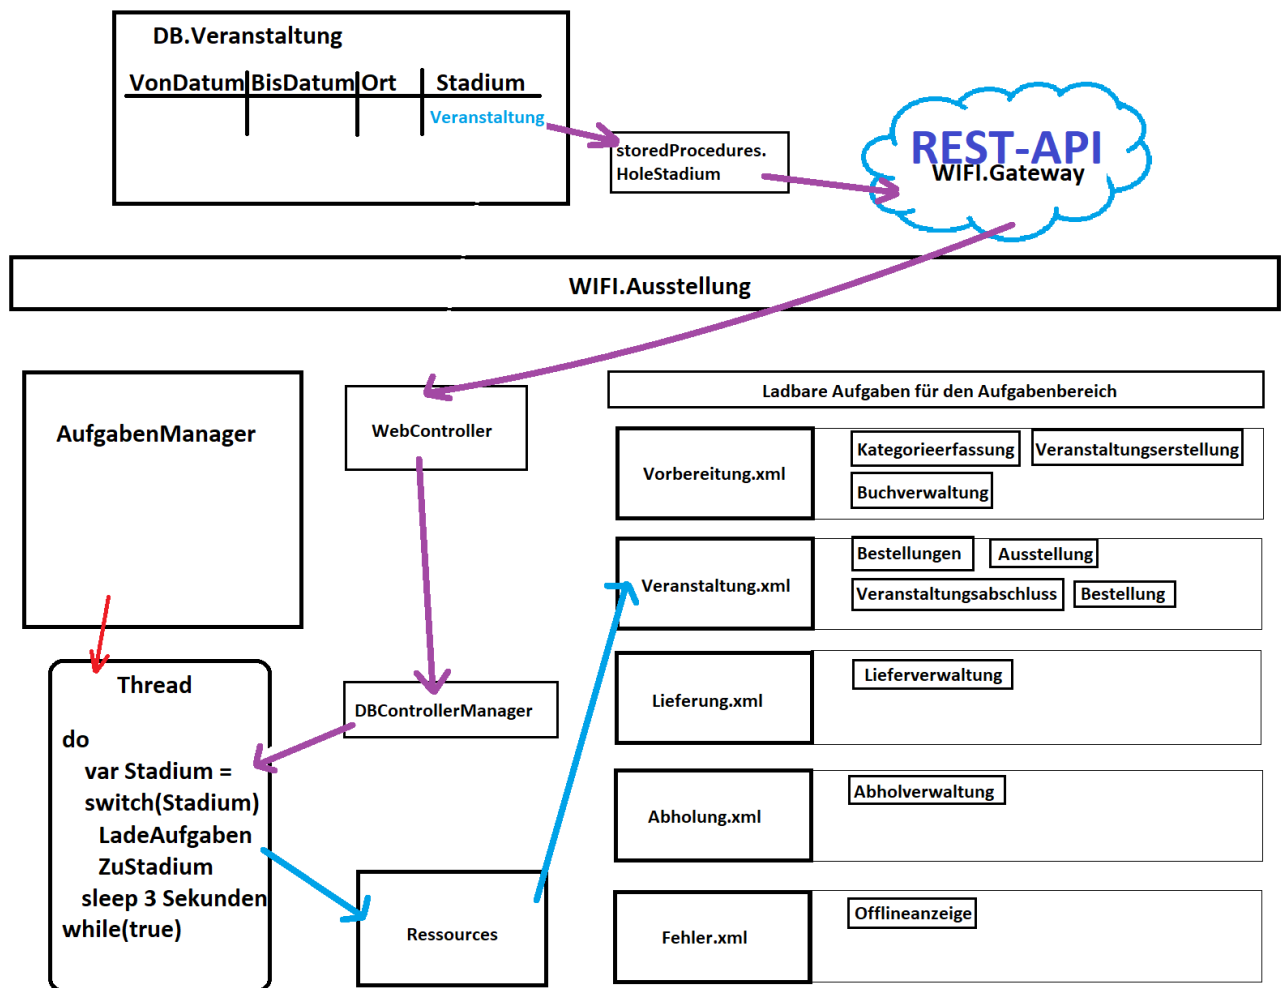 DB.Veranstaltung
VonDatum BisDatum Ort Stadium
Veranstaltung
storedProcedures.
HoleStadium
REST-API
WIFI.Gateway
WIFI.Ausstellung
AufgabenManager
WebController
DBControllerManager
Thread
do
var Stadium =
switch(Stadium)
LadeAufgaben
ZuStadium
sleep 3 Sekunden
while(true)
Ressources
Ladbare Aufgaben für den Aufgabenbereich
Vorbereitung.xml
Kategorieerfassung
Veranstaltungserstellung
Buchverwaltung
Veranstaltung.xml
Bestellungen
Ausstellung
Veranstaltungsabschluss
Bestellung
Lieferung.xml
Lieferverwaltung
Abholung.xml
Abholverwaltung
Fehler.xml
Offlineanzeige